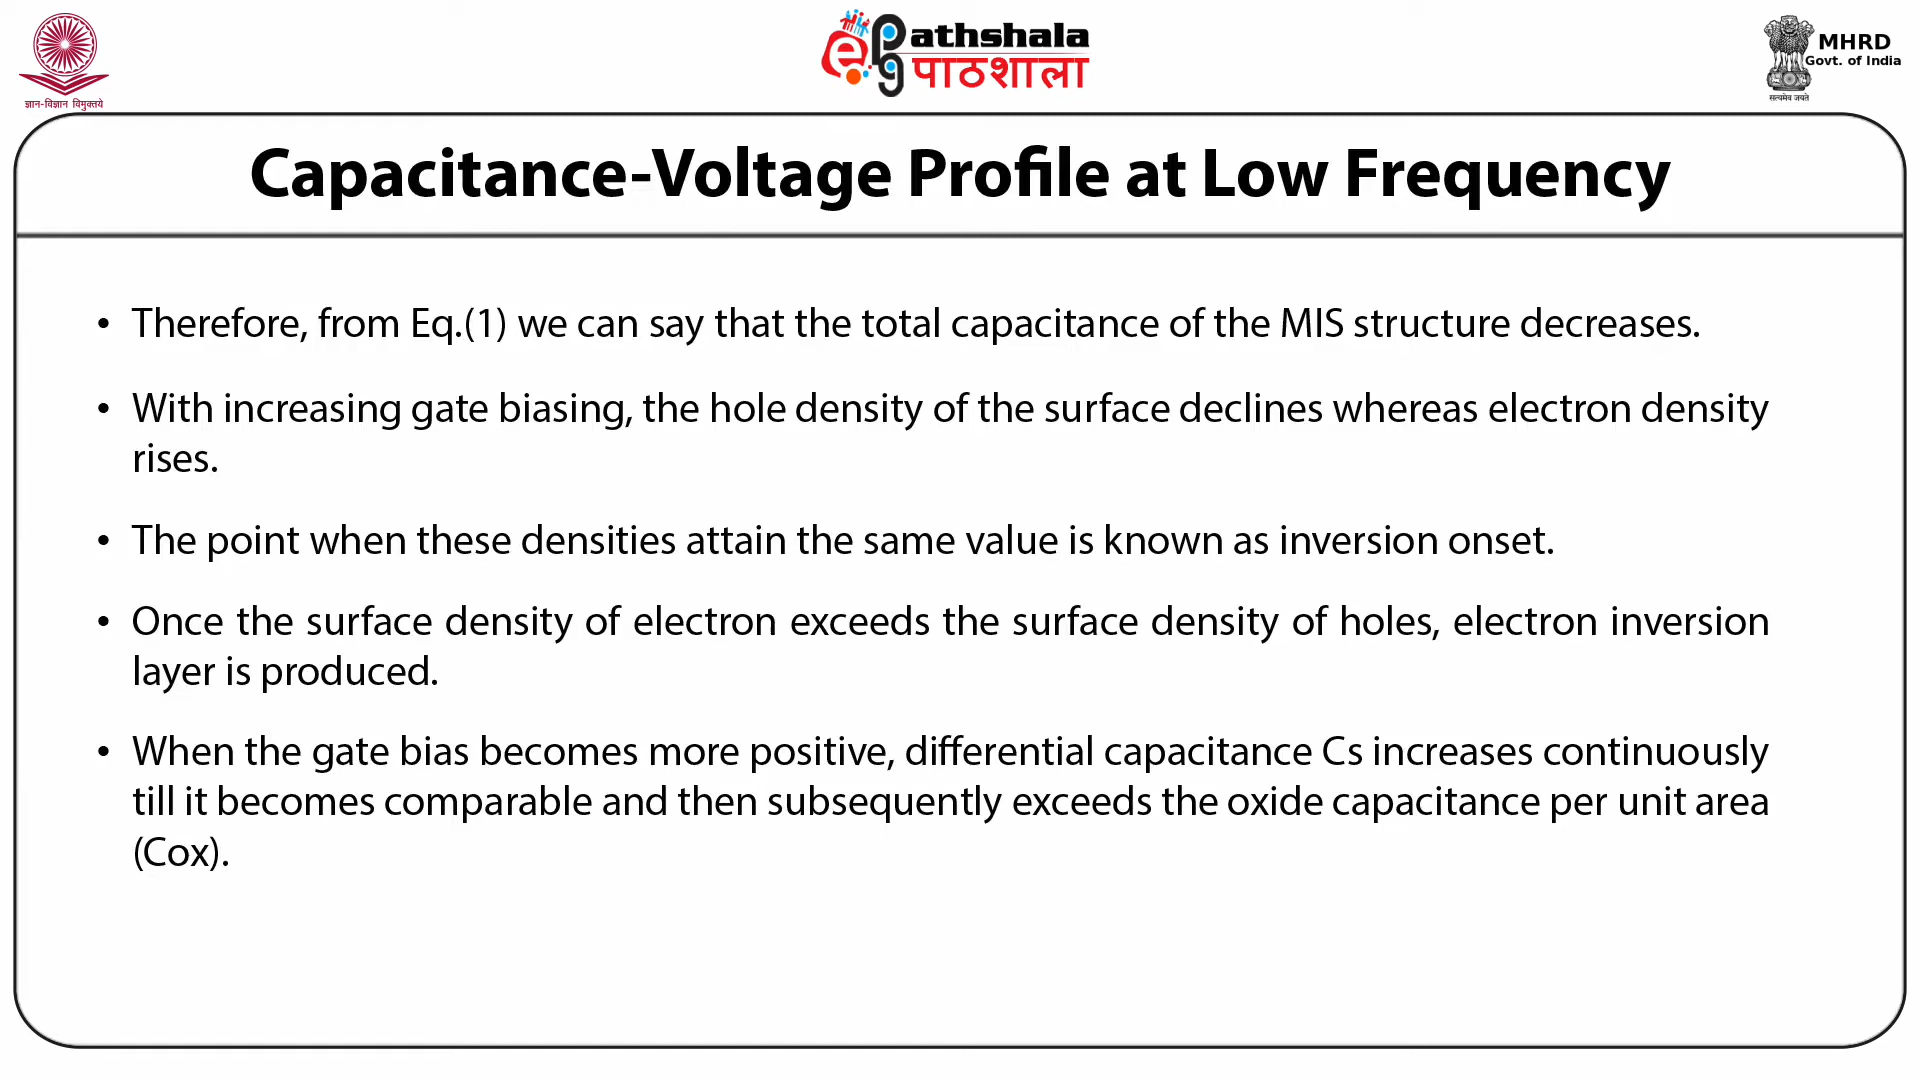 ज्ञान-विज्ञान विमुक्तये
ePathshala
पाठशाला
सत्यमेव जयते
MHRD
Govt. of India
Capacitance-Voltage Profile at Low Frequency
• Therefore, from Eq.(1) we can say that the total capacitance of the MIS structure decreases.
• With increasing gate biasing, the hole density of the surface declines whereas electron density
rises.
• The point when these densities attain the same value is known as inversion onset.
• Once the surface density of electron exceeds the surface density of holes, electron inversion
layer is produced.
• When the gate bias becomes more positive, differential capacitance Cs increases continuously
till it becomes comparable and then subsequently exceeds the oxide capacitance per unit area
(Cox).